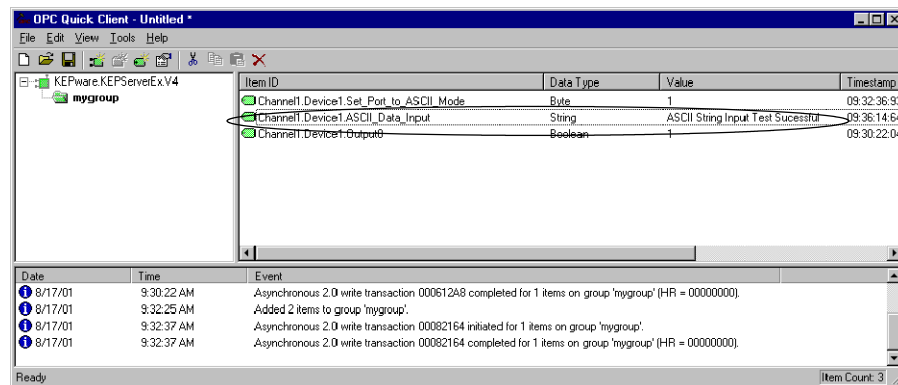 OPC Quick Client - Untitled *
File Edit View Tools Help
KEPware.KEPServerEx.V4
mygroup
Item ID Data Type Value Timestamp
Channel1.Device1.Set_Port_to_ASCII_Mode Byte 1 09:32:36:93
Channel1.Device1.ASCII_Data_Input String ASCII String Input Test Sucessful 09:36:14:64
Channel1.Device1.Output0 Boolean 1 09:30:22:04
Date Time Event
8/17/01 9:30:22 AM Asynchronous 2.0 write transaction 000612A8 completed for 1 items on group 'mygroup' (HR = 00000000).
8/17/01 9:32:25 AM Added 2 items to group 'mygroup'.
8/17/01 9:32:37 AM Asynchronous 2.0 write transaction 00082164 initiated for 1 items on group 'mygroup'.
8/17/01 9:32:37 AM Asynchronous 2.0 write transaction 00082164 completed for 1 items on group 'mygroup' (HR = 00000000).
Ready Item Count: 3